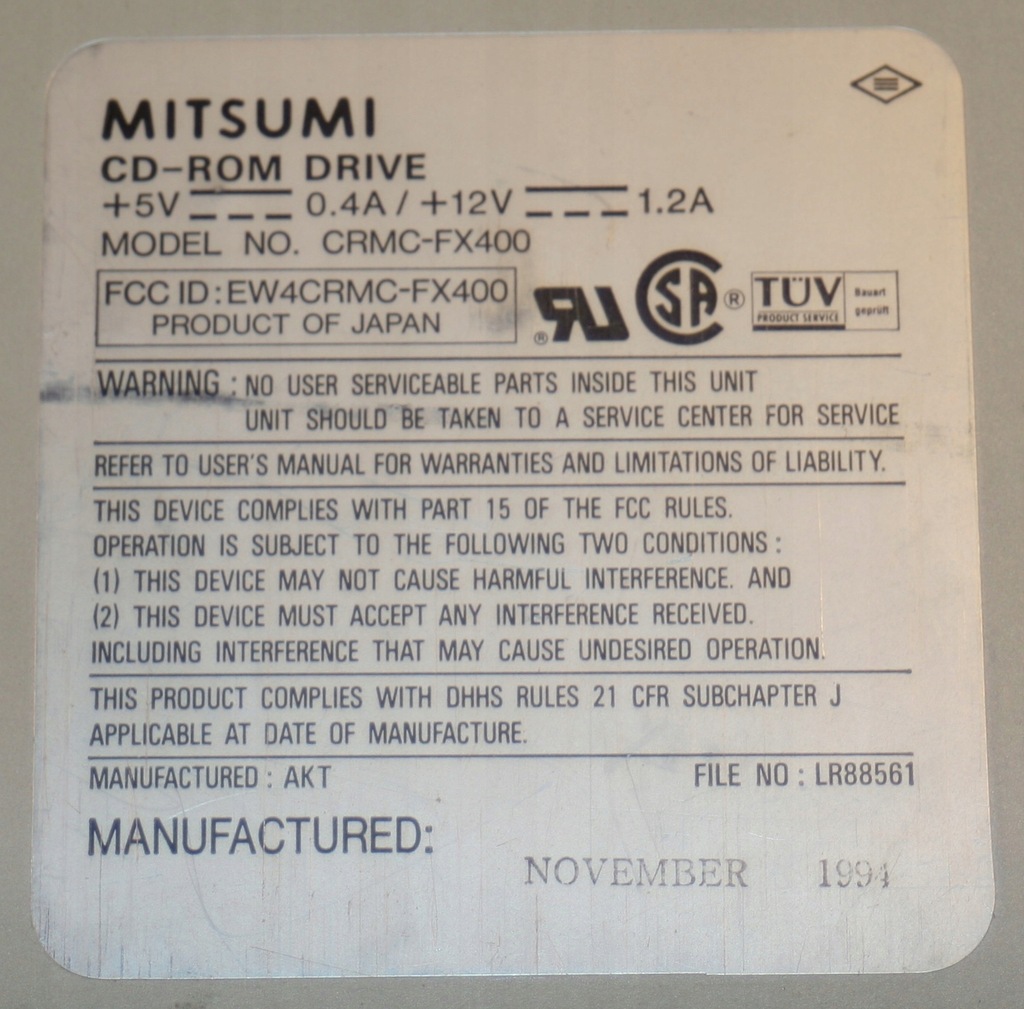 MITSUMI
CD-ROM DRIVE
+5V ⎓ 0.4A / +12V ⎓ 1.2A
MODEL NO. CRMC-FX400
FCC ID : EW4CRMC-FX400
PRODUCT OF JAPAN
® RU SA ® TÜV PRODUCT SERVICE Bauart geprüft
WARNING : NO USER SERVICEABLE PARTS INSIDE THIS UNIT
UNIT SHOULD BE TAKEN TO A SERVICE CENTER FOR SERVICE
REFER TO USER'S MANUAL FOR WARRANTIES AND LIMITATIONS OF LIABILITY.
THIS DEVICE COMPLIES WITH PART 15 OF THE FCC RULES.
OPERATION IS SUBJECT TO THE FOLLOWING TWO CONDITIONS :
(1) THIS DEVICE MAY NOT CAUSE HARMFUL INTERFERENCE. AND
(2) THIS DEVICE MUST ACCEPT ANY INTERFERENCE RECEIVED.
INCLUDING INTERFERENCE THAT MAY CAUSE UNDESIRED OPERATION.
THIS PRODUCT COMPLIES WITH DHHS RULES 21 CFR SUBCHAPTER J
APPLICABLE AT DATE OF MANUFACTURE.
MANUFACTURED : AKT FILE NO : LR88561
MANUFACTURED:
NOVEMBER 1994